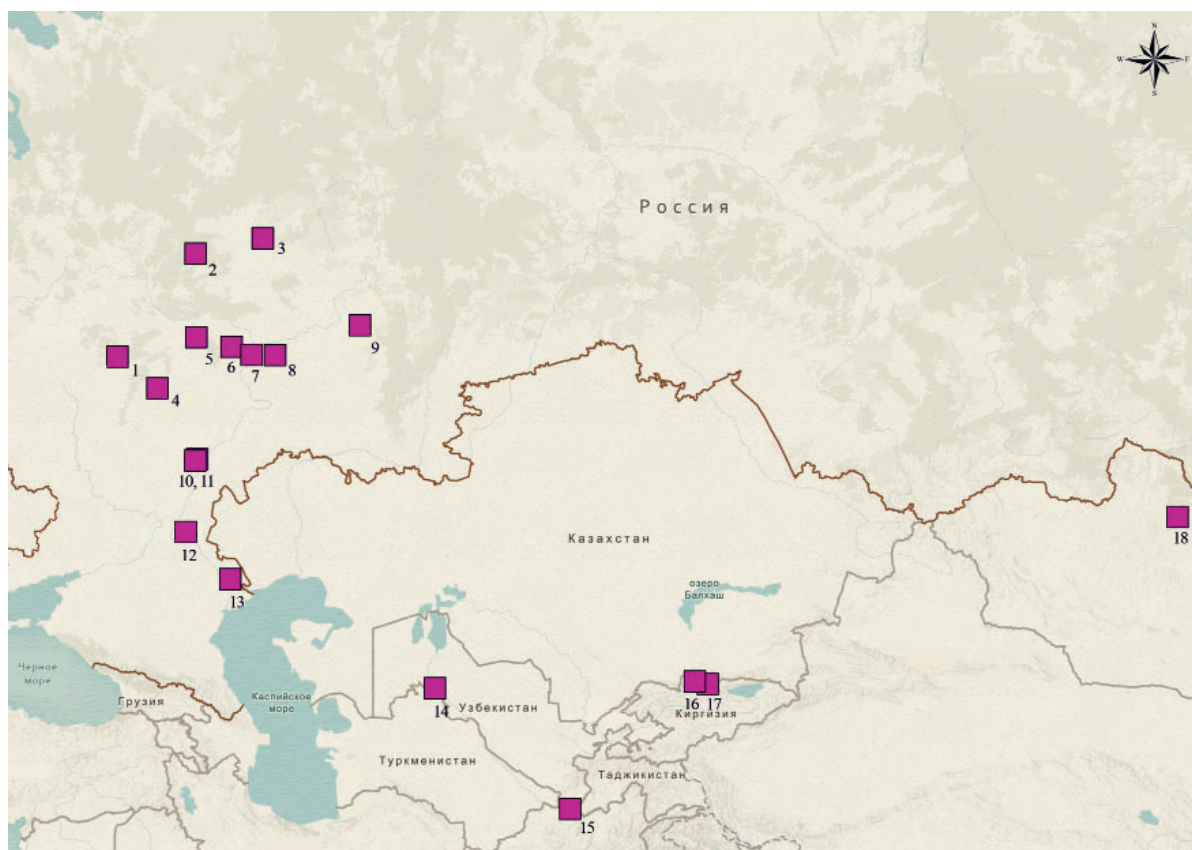 N
W E
S
Россия
3
2
9
5
6
7
8
1
4
10, 11
18
12
Казахстан
озеро
Балхаш
13
Черное
море
Грузия
Каспийское
море
14
Узбекистан
16 17
Киргизия
Туркменистан
Таджикистан
15